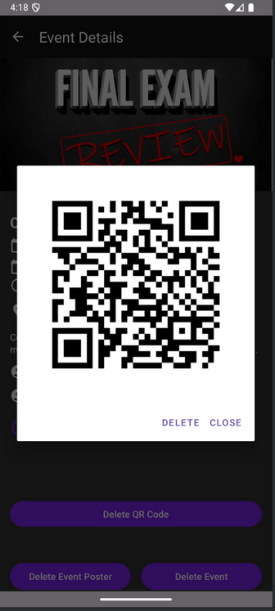 4:18
Event Details
FINAL EXAM
REVIEW
DELETE CLOSE
Delete QR Code
Delete Event Poster Delete Event